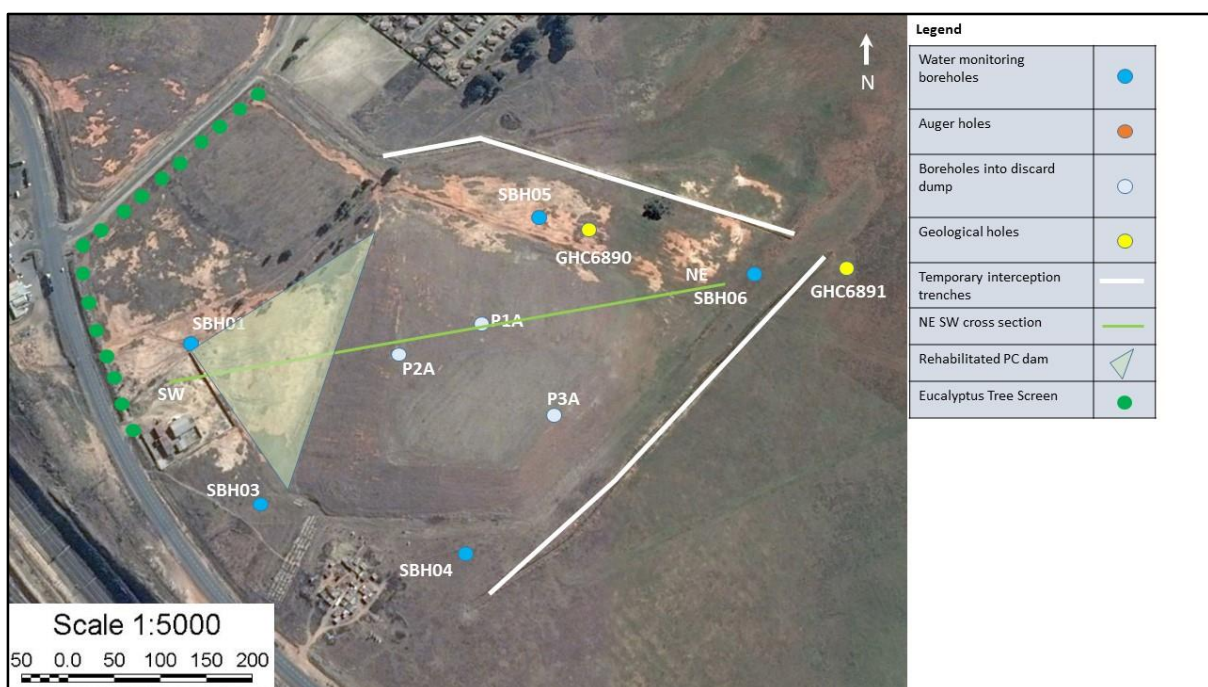 Legend
Water monitoring
boreholes
Auger holes
Boreholes into discard
dump
Geological holes
Temporary interception
trenches
NE SW cross section
Rehabilitated PC dam
Eucalyptus Tree Screen
N
SBH05
GHC6890
NE
SBH06
GHC6891
SBH01
P1A
P2A
SW
P3A
SBH03
SBH04
Scale 1:5000
50 0.0 50 100 150 200